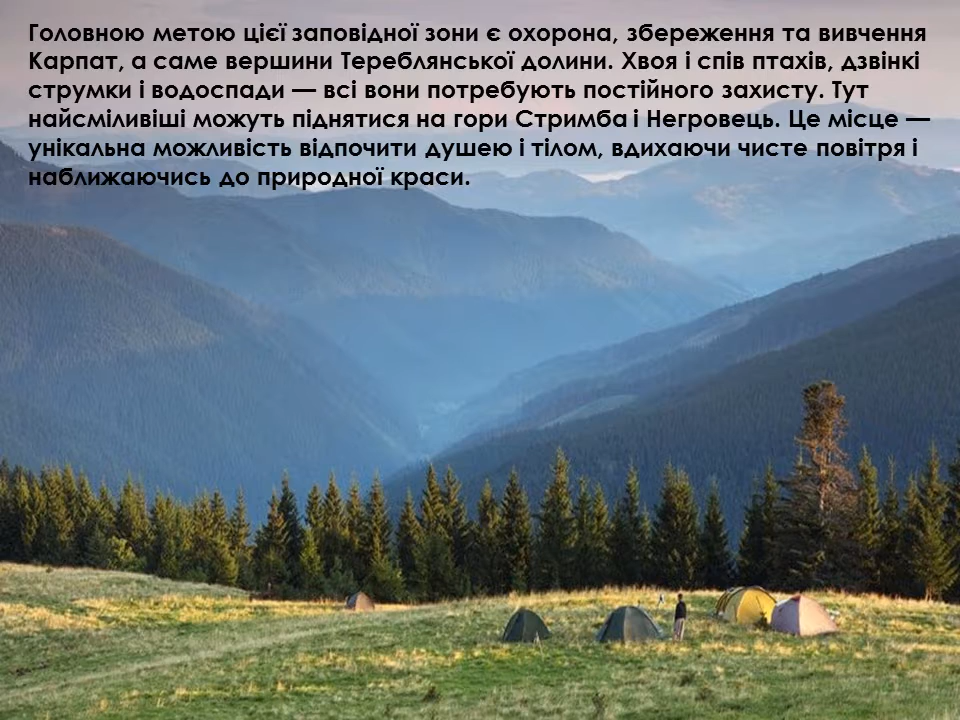 Головною метою цієї заповідної зони є охорона, збереження та вивчення
Карпат, а саме вершини Тереблянської долини. Хвоя і спів птахів, дзвінкі
струмки і водоспади — всі вони потребують постійного захисту. Тут
найсміливіші можуть піднятися на гори Стримба і Негровець. Це місце —
унікальна можливість відпочити душею і тілом, вдихаючи чисте повітря і
наближаючись до природної краси.